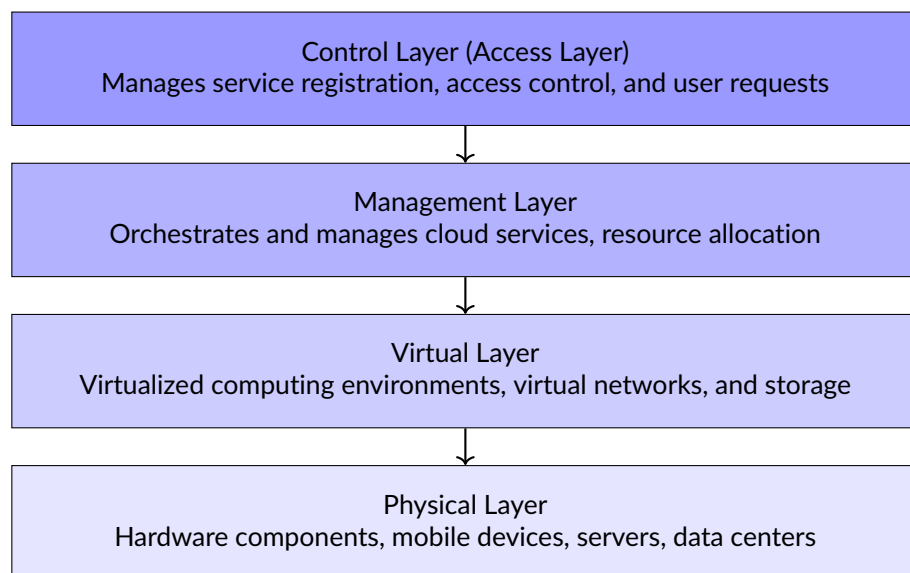 Control Layer (Access Layer)
Manages service registration, access control, and user requests
Management Layer
Orchestrates and manages cloud services, resource allocation
Virtual Layer
Virtualized computing environments, virtual networks, and storage
Physical Layer
Hardware components, mobile devices, servers, data centers